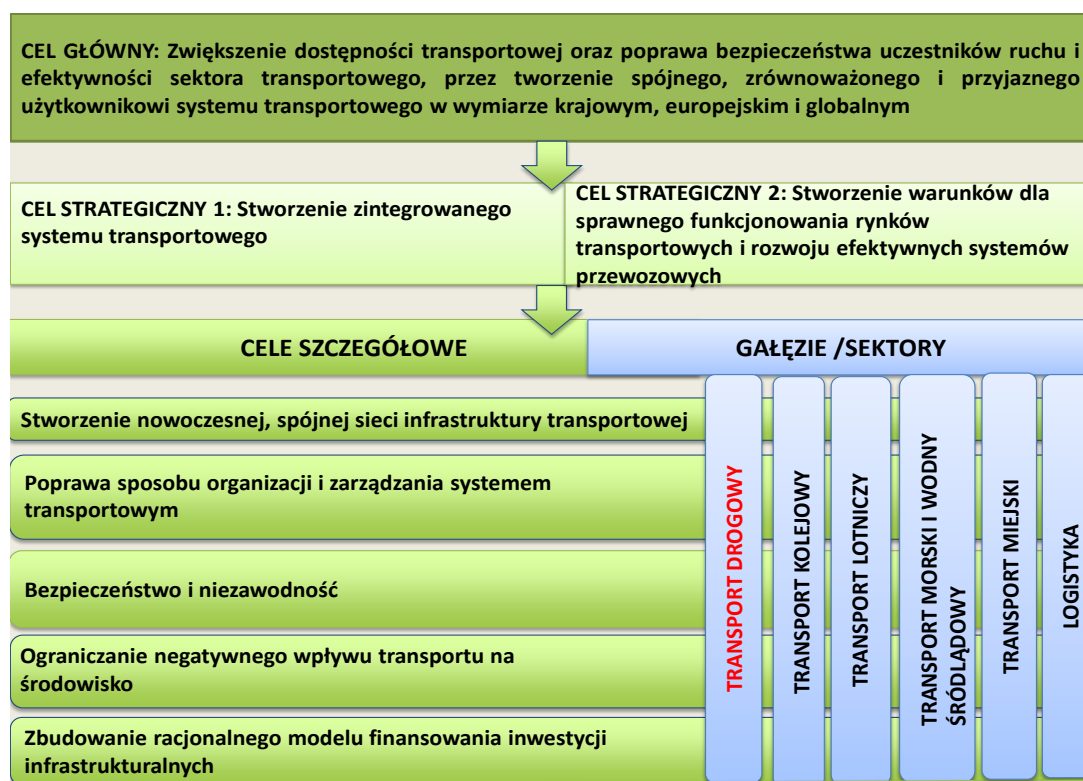 CEL GŁÓWNY: Zwiększenie dostępności transportowej oraz poprawa bezpieczeństwa uczestników ruchu i
efektywności sektora transportowego, przez tworzenie spójnego, zrównoważonego i przyjaznego
użytkownikowi systemu transportowego w wymiarze krajowym, europejskim i globalnym
CEL STRATEGICZNY 1: Stworzenie zintegrowanego
systemu transportowego
CEL STRATEGICZNY 2: Stworzenie warunków dla
sprawnego funkcjonowania rynków
transportowych i rozwoju efektywnych systemów
przewozowych
CELE SZCZEGÓŁOWE
GAŁĘZIE /SEKTORY
Stworzenie nowoczesnej, spójnej sieci infrastruktury transportowej
Poprawa sposobu organizacji i zarządzania systemem
transportowym
Bezpieczeństwo i niezawodność
Ograniczanie negatywnego wpływu transportu na
środowisko
Zbudowanie racjonalnego modelu finansowania inwestycji
infrastrukturalnych
TRANSPORT DROGOWY
TRANSPORT KOLEJOWY
TRANSPORT LOTNICZY
TRANSPORT MORSKI I WODNY
ŚRÓDLĄDOWY
TRANSPORT MIEJSKI
LOGISTYKA